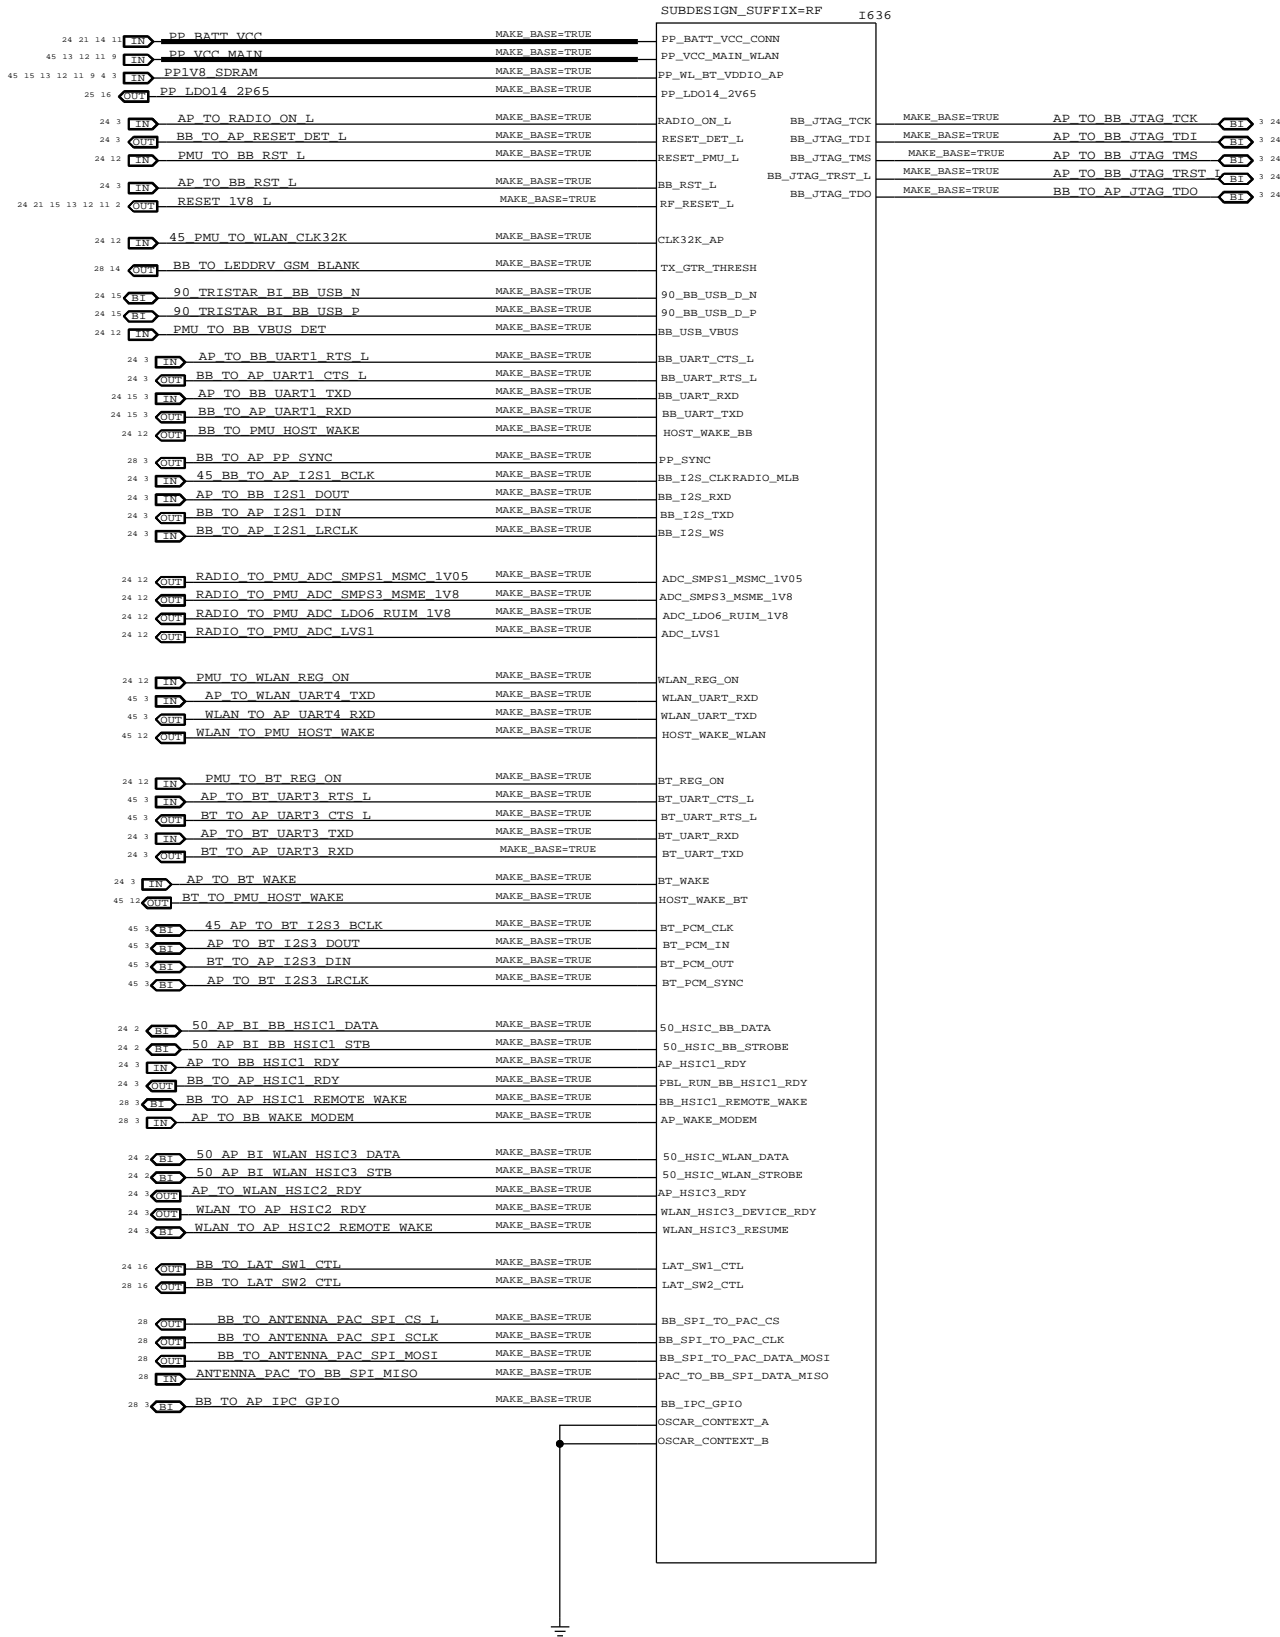 SUBDESIGN_SUFFIX=RF I636
24 21 14 11 IN PP_BATT_VCC MAKE_BASE=TRUE PP_BATT_VCC_CONN
45 13 12 11 9 IN PP_VCC_MAIN MAKE_BASE=TRUE PP_VCC_MAIN_WLAN
45 15 13 12 11 9 4 3 IN PP1V8_SDRAM MAKE_BASE=TRUE PP_WL_BT_VDDIO_AP
25 16 OUT PP_LDO14_2P65 MAKE_BASE=TRUE PP_LDO14_2V65
24 3 IN AP_TO_RADIO_ON_L MAKE_BASE=TRUE RADIO_ON_L BB_JTAG_TCK MAKE_BASE=TRUE AP_TO_BB_JTAG_TCK BI 3 24
24 3 OUT BB_TO_AP_RESET_DET_L MAKE_BASE=TRUE RESET_DET_L BB_JTAG_TDI MAKE_BASE=TRUE AP_TO_BB_JTAG_TDI BI 3 24
24 12 IN PMU_TO_BB_RST_L MAKE_BASE=TRUE RESET_PMU_L BB_JTAG_TMS MAKE_BASE=TRUE AP_TO_BB_JTAG_TMS BI 3 24
BB_JTAG_TRST_L MAKE_BASE=TRUE AP_TO_BB_JTAG_TRST_L BI 3 24
24 3 IN AP_TO_BB_RST_L MAKE_BASE=TRUE BB_RST_L BB_JTAG_TDO MAKE_BASE=TRUE BB_TO_AP_JTAG_TDO BI 3 24
24 21 15 13 12 11 2 OUT RESET_1V8_L MAKE_BASE=TRUE RF_RESET_L
24 12 IN 45_PMU_TO_WLAN_CLK32K MAKE_BASE=TRUE CLK32K_AP
28 14 OUT BB_TO_LEDDRV_GSM_BLANK MAKE_BASE=TRUE TX_GTR_THRESH
24 15 BI 90_TRISTAR_BI_BB_USB_N MAKE_BASE=TRUE 90_BB_USB_D_N
24 15 BI 90_TRISTAR_BI_BB_USB_P MAKE_BASE=TRUE 90_BB_USB_D_P
24 12 IN PMU_TO_BB_VBUS_DET MAKE_BASE=TRUE BB_USB_VBUS
24 3 IN AP_TO_BB_UART1_RTS_L MAKE_BASE=TRUE BB_UART_CTS_L
24 3 OUT BB_TO_AP_UART1_CTS_L MAKE_BASE=TRUE BB_UART_RTS_L
24 15 3 IN AP_TO_BB_UART1_TXD MAKE_BASE=TRUE BB_UART_RXD
24 15 3 OUT BB_TO_AP_UART1_RXD MAKE_BASE=TRUE BB_UART_TXD
24 12 OUT BB_TO_PMU_HOST_WAKE MAKE_BASE=TRUE HOST_WAKE_BB
28 3 OUT BB_TO_AP_PP_SYNC MAKE_BASE=TRUE PP_SYNC
24 3 IN 45_BB_TO_AP_I2S1_BCLK MAKE_BASE=TRUE BB_I2S_CLKRADIO_MLB
24 3 IN AP_TO_BB_I2S1_DOUT MAKE_BASE=TRUE BB_I2S_RXD
24 3 OUT BB_TO_AP_I2S1_DIN MAKE_BASE=TRUE BB_I2S_TXD
24 3 IN BB_TO_AP_I2S1_LRCLK MAKE_BASE=TRUE BB_I2S_WS
24 12 OUT RADIO_TO_PMU_ADC_SMPS1_MSMC_1V05 MAKE_BASE=TRUE ADC_SMPS1_MSMC_1V05
24 12 OUT RADIO_TO_PMU_ADC_SMPS3_MSME_1V8 MAKE_BASE=TRUE ADC_SMPS3_MSME_1V8
24 12 OUT RADIO_TO_PMU_ADC_LDO6_RUIM_1V8 MAKE_BASE=TRUE ADC_LDO6_RUIM_1V8
24 12 OUT RADIO_TO_PMU_ADC_LVS1 MAKE_BASE=TRUE ADC_LVS1
24 12 IN PMU_TO_WLAN_REG_ON MAKE_BASE=TRUE WLAN_REG_ON
45 3 IN AP_TO_WLAN_UART4_TXD MAKE_BASE=TRUE WLAN_UART_RXD
45 3 OUT WLAN_TO_AP_UART4_RXD MAKE_BASE=TRUE WLAN_UART_TXD
45 12 OUT WLAN_TO_PMU_HOST_WAKE MAKE_BASE=TRUE HOST_WAKE_WLAN
24 12 IN PMU_TO_BT_REG_ON MAKE_BASE=TRUE BT_REG_ON
45 3 IN AP_TO_BT_UART3_RTS_L MAKE_BASE=TRUE BT_UART_CTS_L
45 3 OUT BT_TO_AP_UART3_CTS_L MAKE_BASE=TRUE BT_UART_RTS_L
24 3 IN AP_TO_BT_UART3_TXD MAKE_BASE=TRUE BT_UART_RXD
24 3 OUT BT_TO_AP_UART3_RXD MAKE_BASE=TRUE BT_UART_TXD
24 3 IN AP_TO_BT_WAKE MAKE_BASE=TRUE BT_WAKE
45 12 OUT BT_TO_PMU_HOST_WAKE MAKE_BASE=TRUE HOST_WAKE_BT
45 3 BI 45_AP_TO_BT_I2S3_BCLK MAKE_BASE=TRUE BT_PCM_CLK
45 3 BI AP_TO_BT_I2S3_DOUT MAKE_BASE=TRUE BT_PCM_IN
45 3 BI BT_TO_AP_I2S3_DIN MAKE_BASE=TRUE BT_PCM_OUT
45 3 BI AP_TO_BT_I2S3_LRCLK MAKE_BASE=TRUE BT_PCM_SYNC
24 2 BI 50_AP_BI_BB_HSIC1_DATA MAKE_BASE=TRUE 50_HSIC_BB_DATA
24 2 BI 50_AP_BI_BB_HSIC1_STB MAKE_BASE=TRUE 50_HSIC_BB_STROBE
24 3 IN AP_TO_BB_HSIC1_RDY MAKE_BASE=TRUE AP_HSIC1_RDY
24 3 OUT BB_TO_AP_HSIC1_RDY MAKE_BASE=TRUE PBL_RUN_BB_HSIC1_RDY
28 3 BI BB_TO_AP_HSIC1_REMOTE_WAKE MAKE_BASE=TRUE BB_HSIC1_REMOTE_WAKE
28 3 IN AP_TO_BB_WAKE_MODEM MAKE_BASE=TRUE AP_WAKE_MODEM
24 2 BI 50_AP_BI_WLAN_HSIC3_DATA MAKE_BASE=TRUE 50_HSIC_WLAN_DATA
24 2 BI 50_AP_BI_WLAN_HSIC3_STB MAKE_BASE=TRUE 50_HSIC_WLAN_STROBE
24 3 OUT AP_TO_WLAN_HSIC2_RDY MAKE_BASE=TRUE AP_HSIC3_RDY
24 3 OUT WLAN_TO_AP_HSIC2_RDY MAKE_BASE=TRUE WLAN_HSIC3_DEVICE_RDY
24 3 BI WLAN_TO_AP_HSIC2_REMOTE_WAKE MAKE_BASE=TRUE WLAN_HSIC3_RESUME
24 16 OUT BB_TO_LAT_SW1_CTL MAKE_BASE=TRUE LAT_SW1_CTL
28 16 OUT BB_TO_LAT_SW2_CTL MAKE_BASE=TRUE LAT_SW2_CTL
28 OUT BB_TO_ANTENNA_PAC_SPI_CS_L MAKE_BASE=TRUE BB_SPI_TO_PAC_CS
28 OUT BB_TO_ANTENNA_PAC_SPI_SCLK MAKE_BASE=TRUE BB_SPI_TO_PAC_CLK
28 OUT BB_TO_ANTENNA_PAC_SPI_MOSI MAKE_BASE=TRUE BB_SPI_TO_PAC_DATA_MOSI
28 IN ANTENNA_PAC_TO_BB_SPI_MISO MAKE_BASE=TRUE PAC_TO_BB_SPI_DATA_MISO
28 3 BI BB_TO_AP_IPC_GPIO MAKE_BASE=TRUE BB_IPC_GPIO
OSCAR_CONTEXT_A
OSCAR_CONTEXT_B